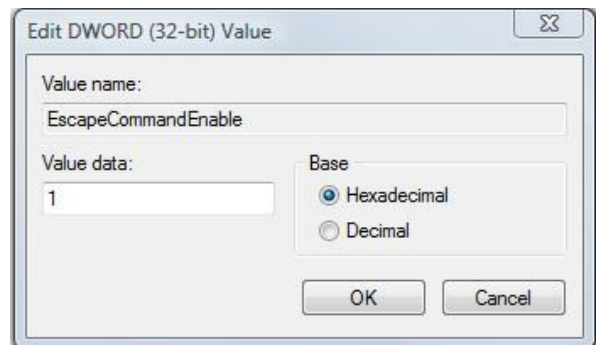 Edit DWORD (32-bit) Value
Value name:
EscapeCommandEnable
Value data:
1
Base
Hexadecimal
Decimal
OK
Cancel